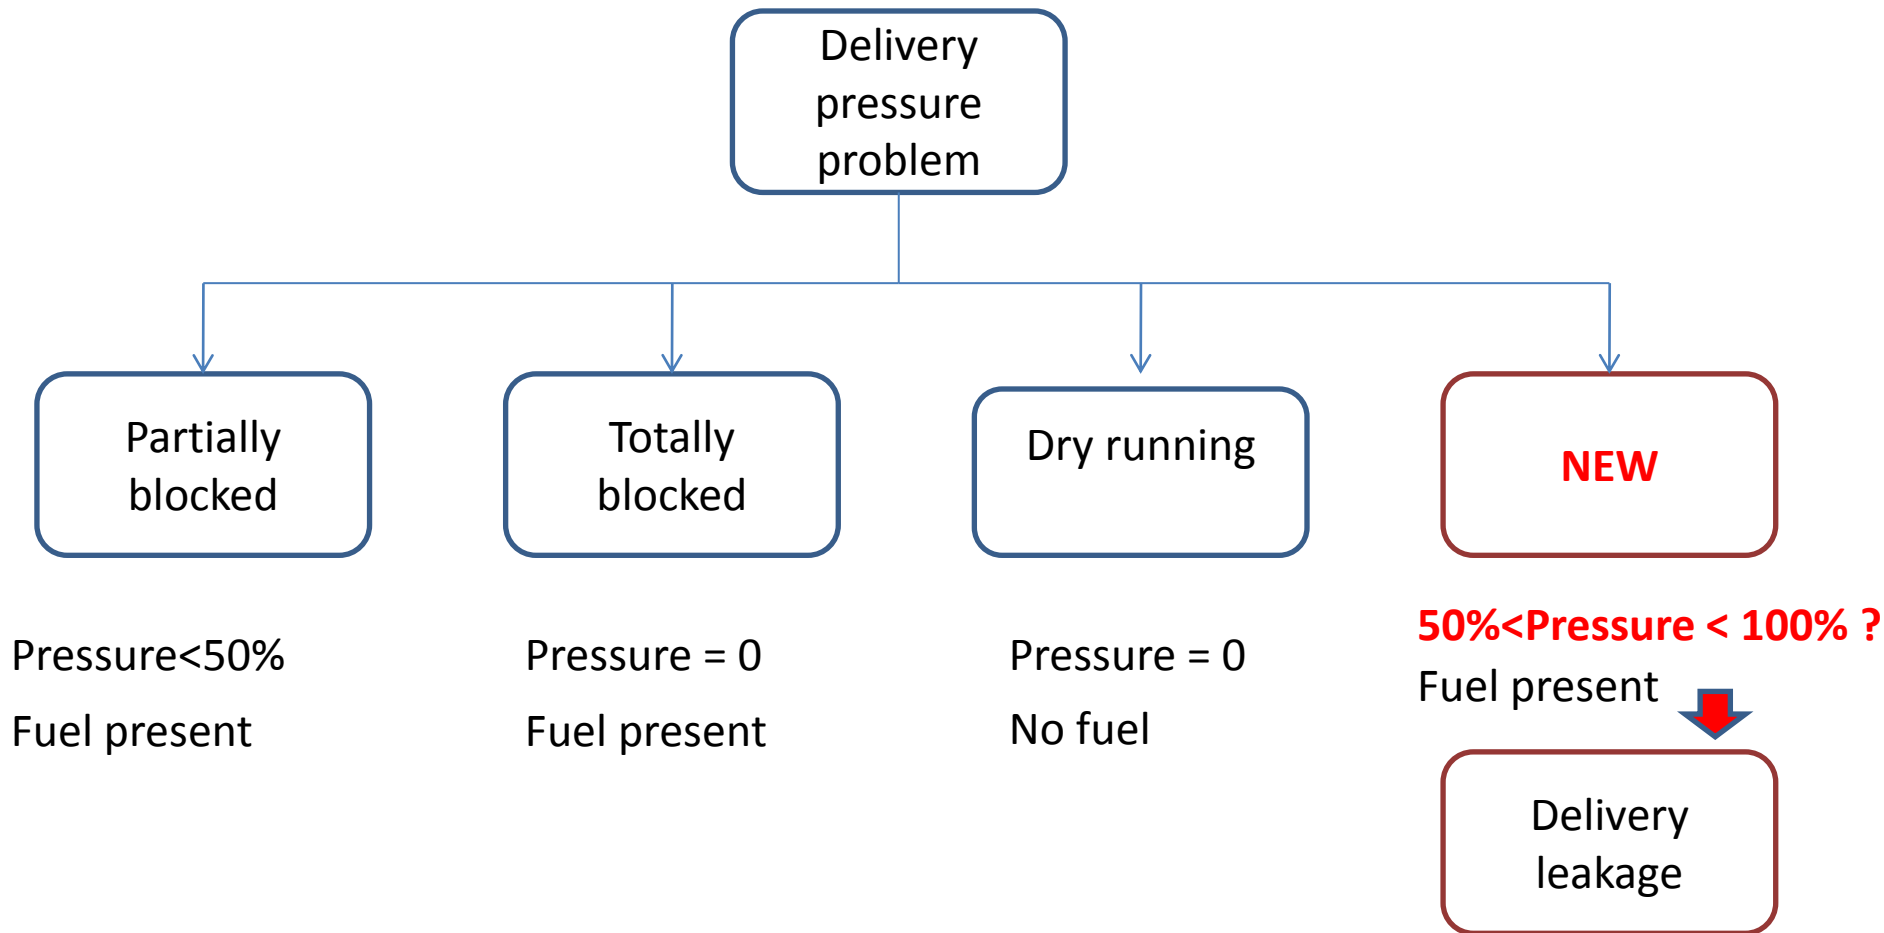 Delivery
pressure
problem
Partially
blocked
Totally
blocked
Dry running
NEW
Pressure<50%
Fuel present
Pressure = 0
Fuel present
Pressure = 0
No fuel
50%<Pressure < 100% ?
Fuel present
Delivery
leakage